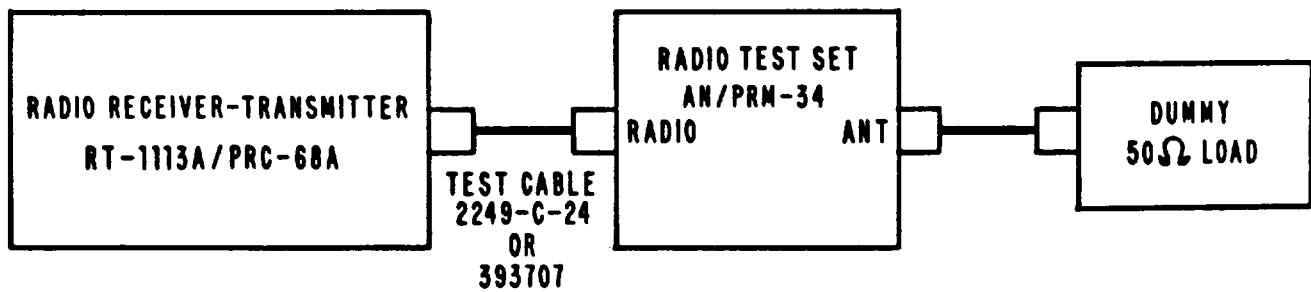 RADIO RECEIVER-TRANSMITTER
RT-1113A/PRC-68A
TEST CABLE
2249-C-24
OR
393707
RADIO TEST SET
AN/PRM-34
RADIO ANT
DUMMY
50Ω LOAD